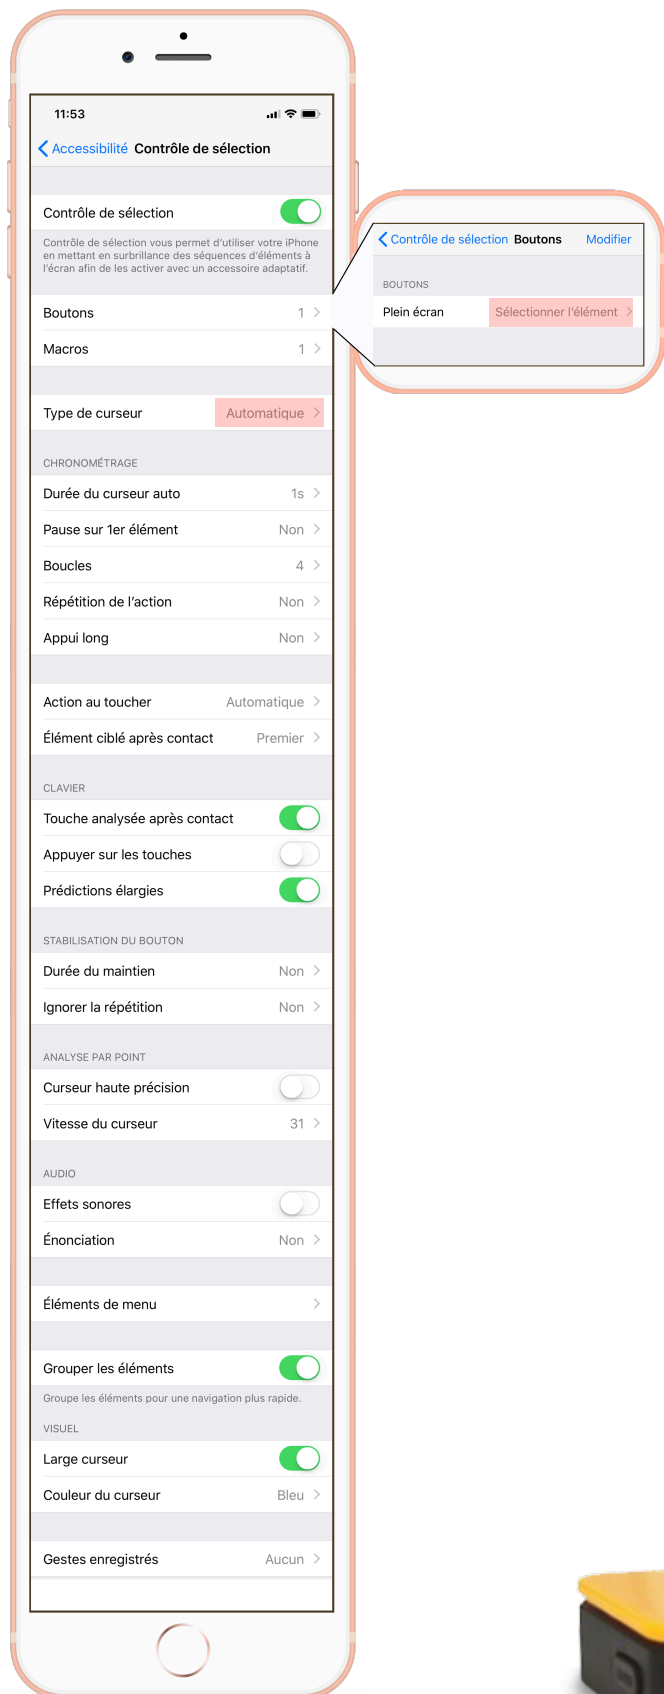 11:53
Accessibilité Contrôle de sélection
Contrôle de sélection
Contrôle de sélection vous permet d'utiliser votre iPhone
en mettant en surbrillance des séquences d'éléments à
l'écran afin de les activer avec un accessoire adaptatif.
Boutons 1
Macros 1
Type de curseur Automatique
CHRONOMÉTRAGE
Durée du curseur auto 1s
Pause sur 1er élément Non
Boucles 4
Répétition de l'action Non
Appui long Non
Action au toucher Automatique
Élément ciblé après contact Premier
CLAVIER
Touche analysée après contact
Appuyer sur les touches
Prédictions élargies
STABILISATION DU BOUTON
Durée du maintien Non
Ignorer la répétition Non
ANALYSE PAR POINT
Curseur haute précision
Vitesse du curseur 31
AUDIO
Effets sonores
Énonciation Non
Éléments de menu
Grouper les éléments
Groupe les éléments pour une navigation plus rapide.
VISUEL
Large curseur
Couleur du curseur Bleu
Gestes enregistrés Aucun
Contrôle de sélection Boutons Modifier
BOUTONS
Plein écran Sélectionner l'élément